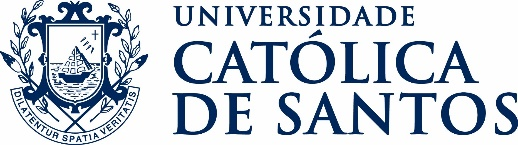 UNIVERSIDADE
CATÓLICA
DE SANTOS
DILATENTUR SPATIA VERITATIS